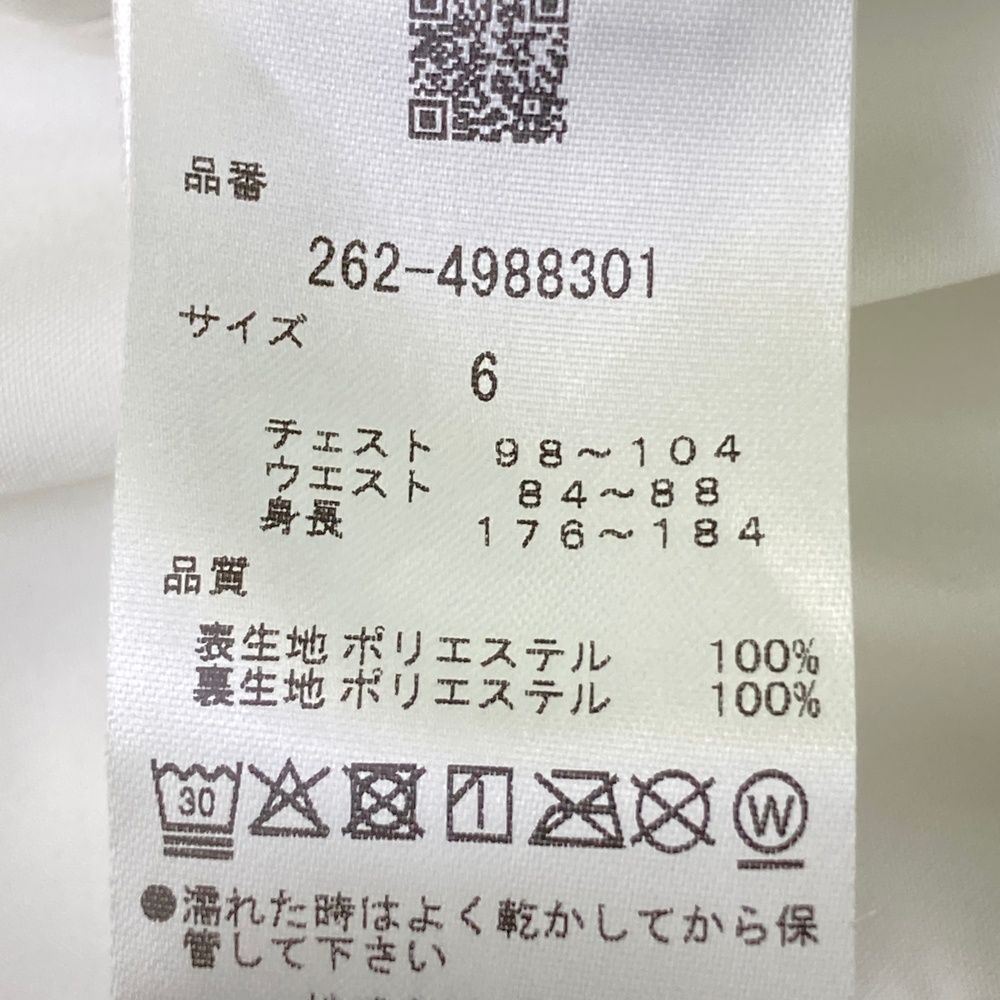 品番
262-4988301
サイズ
6
チェスト 98～104
ウエスト 84～88
身長 176～184
品質
表生地 ポリエステル 100%
裏生地 ポリエステル 100%
30 W
●濡れた時はよく乾かしてから保
管して下さい